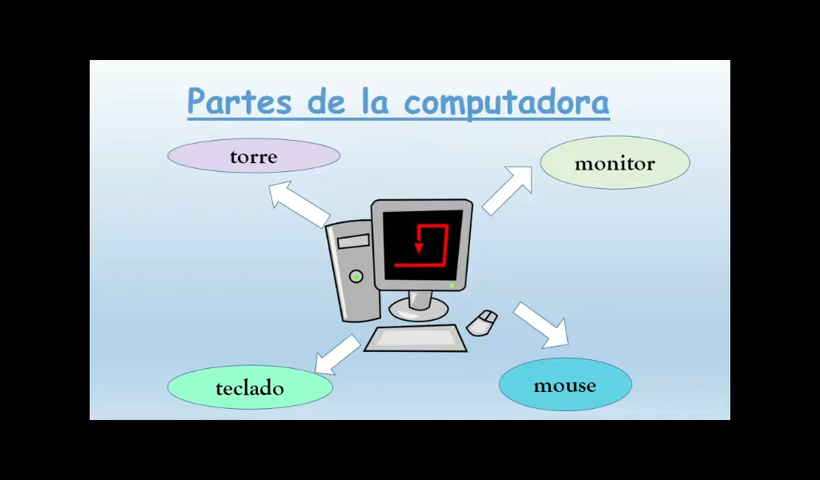 Partes de la computadora
torre
monitor
teclado
mouse